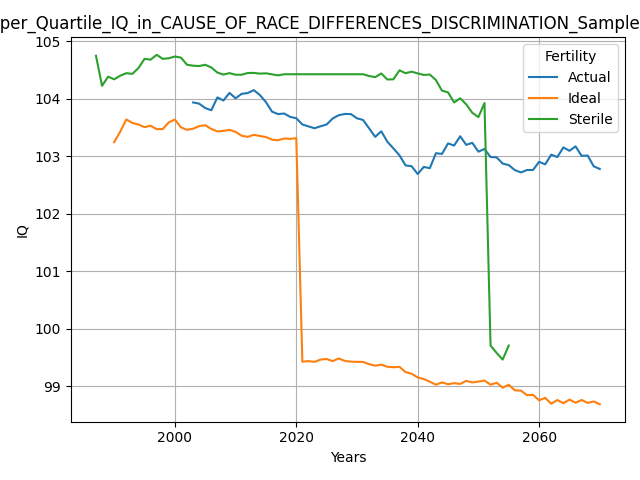 per_Quartile_IQ_in_CAUSE_OF_RACE_DIFFERENCES_DISCRIMINATION_Sample
105
104
103
102
101
100
99
IQ
Fertility
Actual
Ideal
Sterile
2000 2020 2040 2060
Years